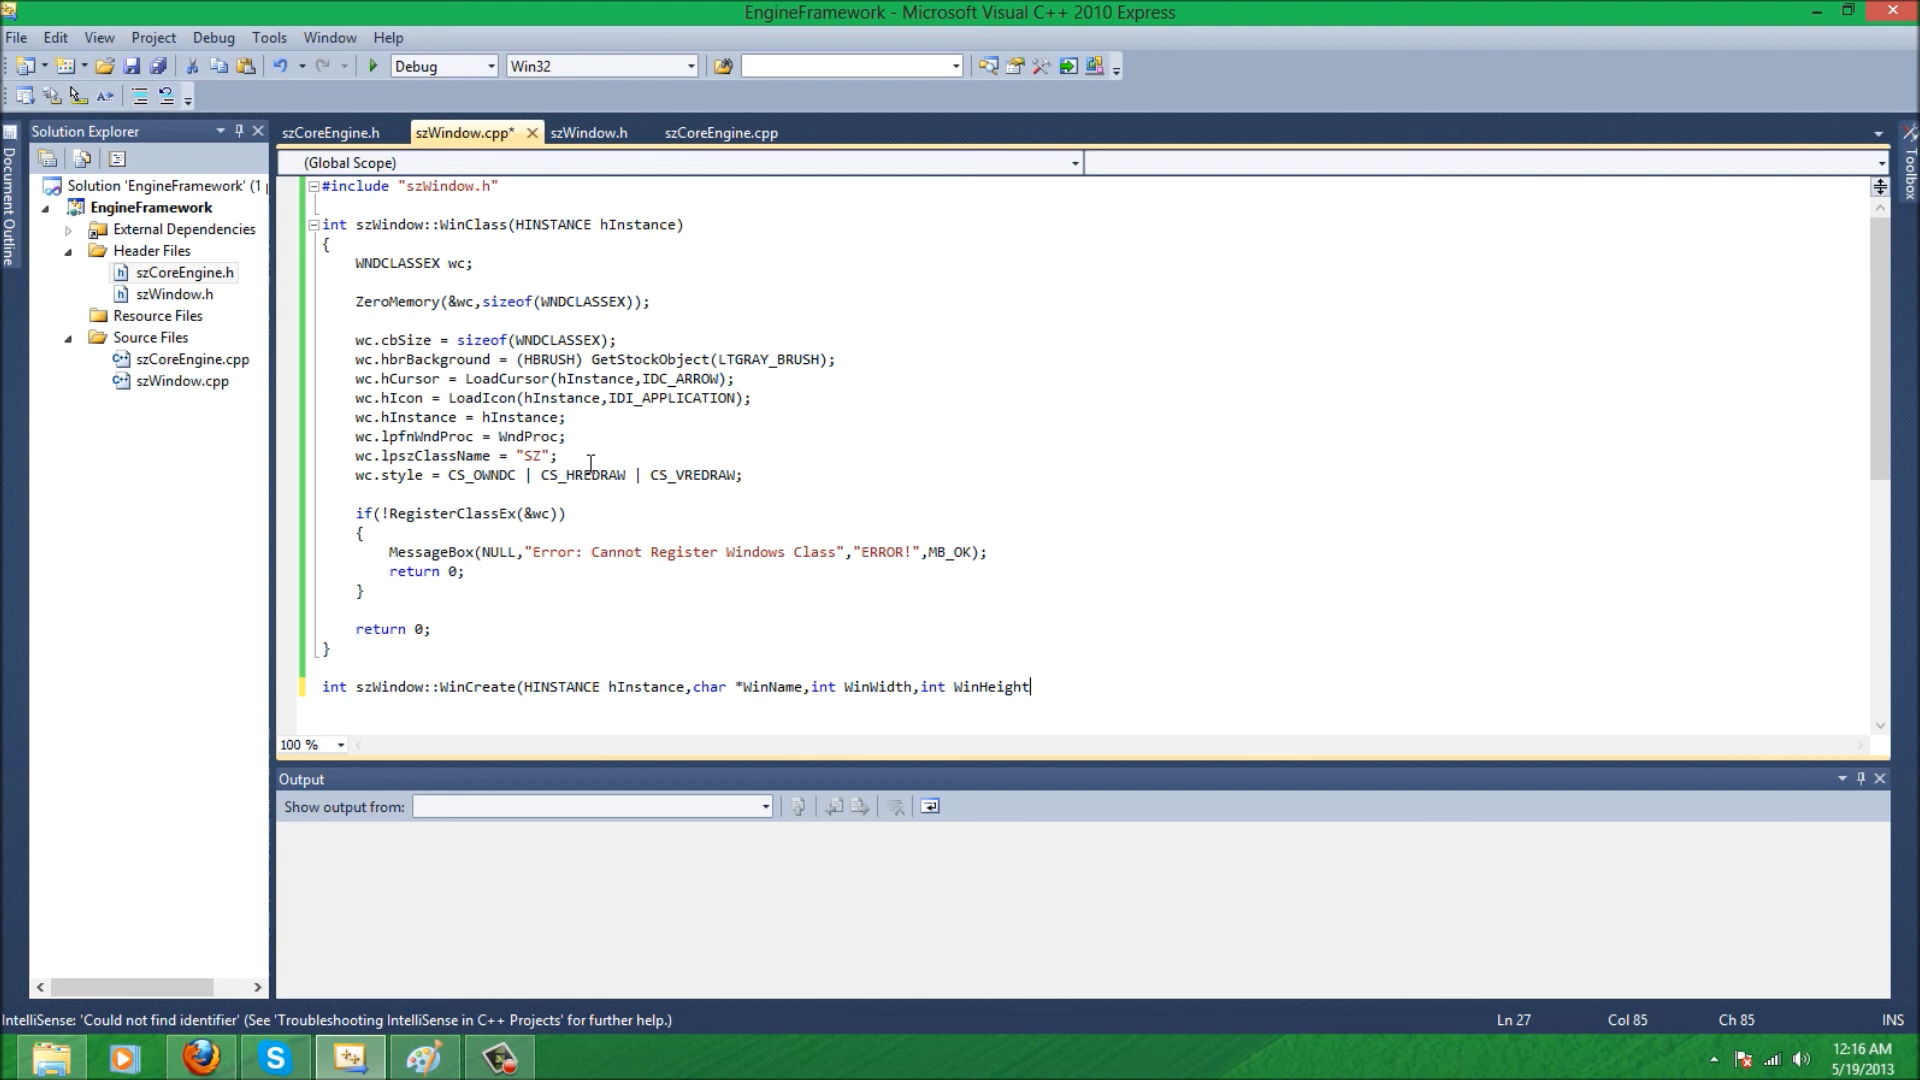 EngineFramework - Microsoft Visual C++ 2010 Express
File Edit View Project Debug Tools Window Help
Debug Win32
Solution Explorer
szCoreEngine.h szWindow.cpp* szWindow.h szCoreEngine.cpp
(Global Scope)
Document Outline
Toolbox
Solution 'EngineFramework' (1 p
EngineFramework
External Dependencies
Header Files
szCoreEngine.h
szWindow.h
Resource Files
Source Files
szCoreEngine.cpp
szWindow.cpp
#include "szWindow.h"
int szWindow::WinClass(HINSTANCE hInstance)
{
WNDCLASSEX wc;
ZeroMemory(&wc,sizeof(WNDCLASSEX));
wc.cbSize = sizeof(WNDCLASSEX);
wc.hbrBackground = (HBRUSH) GetStockObject(LTGRAY_BRUSH);
wc.hCursor = LoadCursor(hInstance,IDC_ARROW);
wc.hIcon = LoadIcon(hInstance,IDI_APPLICATION);
wc.hInstance = hInstance;
wc.lpfnWndProc = WndProc;
wc.lpszClassName = "SZ";
wc.style = CS_OWNDC | CS_HREDRAW | CS_VREDRAW;
if(!RegisterClassEx(&wc))
{
MessageBox(NULL,"Error: Cannot Register Windows Class","ERROR!",MB_OK);
return 0;
}
return 0;
}
int szWindow::WinCreate(HINSTANCE hInstance,char *WinName,int WinWidth,int WinHeight
100 %
Output
Show output from:
IntelliSense: 'Could not find identifier' (See 'Troubleshooting IntelliSense in C++ Projects' for further help.)
Ln 27 Col 85 Ch 85 INS
12:16 AM
5/19/2013